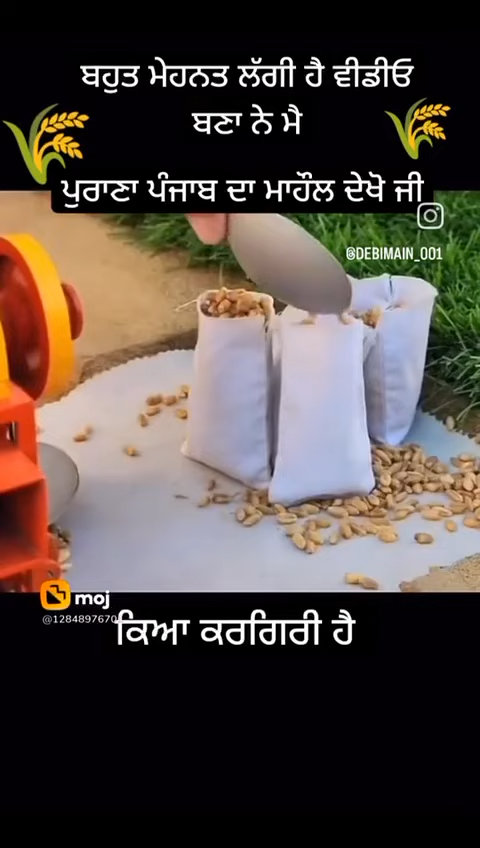 ਬਹੁਤ ਮੇਹਨਤ ਲੱਗੀ ਹੈ ਵੀਡੀਓ
ਬਣਾ ਨੇ ਮੈ
ਪੁਰਾਣਾ ਪੰਜਾਬ ਦਾ ਮਾਹੌਲ ਦੇਖੋ ਜੀ
@DEBIMAIN_001
moj
@1284897670
ਕਿਆ ਕਰਗਿਰੀ ਹੈ